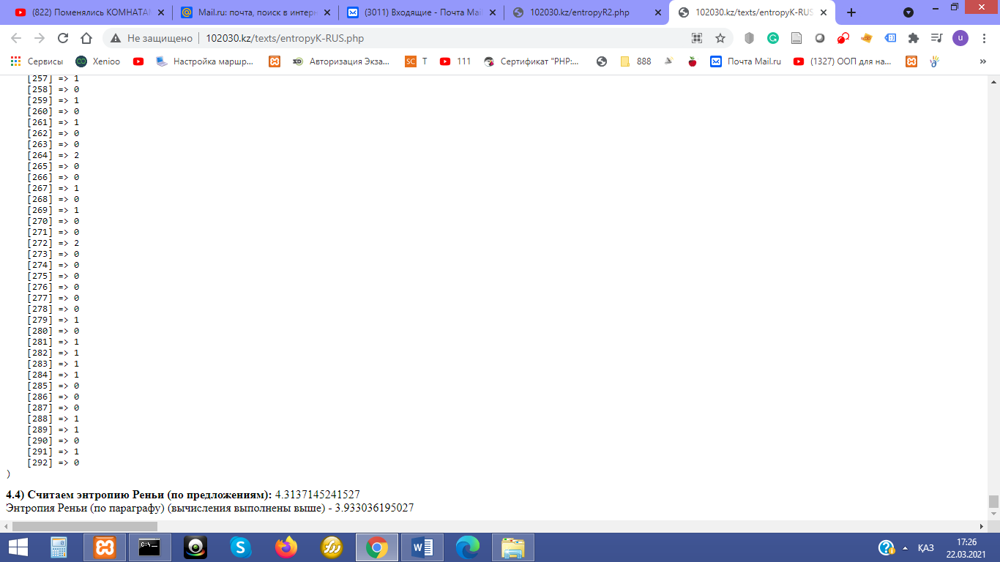 (822) Поменялись КОМНАТАМ
Mail.ru: почта, поиск в интерн
(3011) Входящие - Почта Mail
102030.kz/entropyR2.php
102030.kz/texts/entropyK-RUS
Не защищено
102030.kz/texts/entropyK-RUS.php
u
Сервисы
Xenioo
Настройка маршр...
Авторизация Экза...
SC T
111
Сертификат "PHP:...
888
Почта Mail.ru
(1327) ООП для на...
»
[257] => 1
[258] => 0
[259] => 1
[260] => 0
[261] => 1
[262] => 0
[263] => 0
[264] => 2
[265] => 0
[266] => 0
[267] => 1
[268] => 0
[269] => 1
[270] => 0
[271] => 0
[272] => 2
[273] => 0
[274] => 0
[275] => 0
[276] => 0
[277] => 0
[278] => 0
[279] => 1
[280] => 0
[281] => 1
[282] => 1
[283] => 1
[284] => 1
[285] => 0
[286] => 0
[287] => 0
[288] => 1
[289] => 1
[290] => 0
[291] => 1
[292] => 0
)
4.4) Считаем энтропию Реньи (по предложениям): 4.3137145241527
Энтропия Реньи (по параграфу) (вычисления выполнены выше) - 3.933036195027
ҚАЗ
17:26
22.03.2021